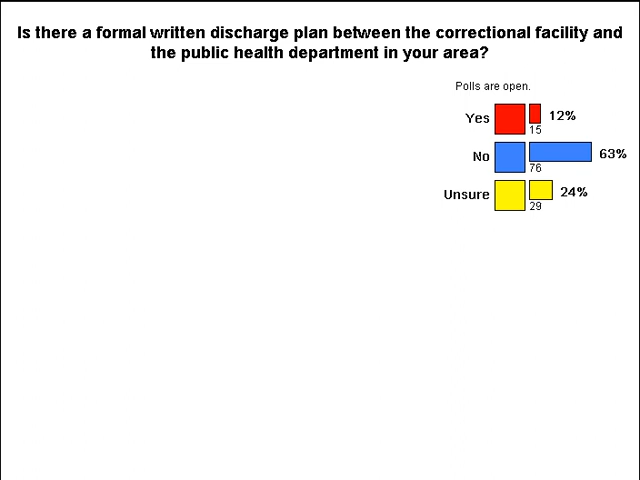 Is there a formal written discharge plan between the correctional facility and
the public health department in your area?
Polls are open.
Yes 12%
15
No 63%
76
Unsure 24%
29